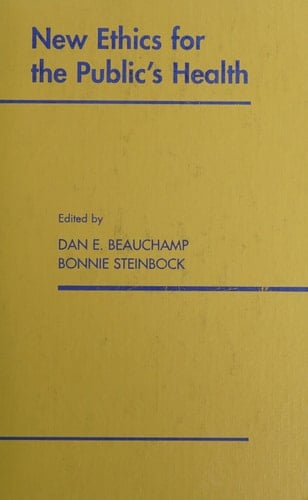 New Ethics for
the Public's Health
Edited by
DAN E. BEAUCHAMP
BONNIE STEINBOCK